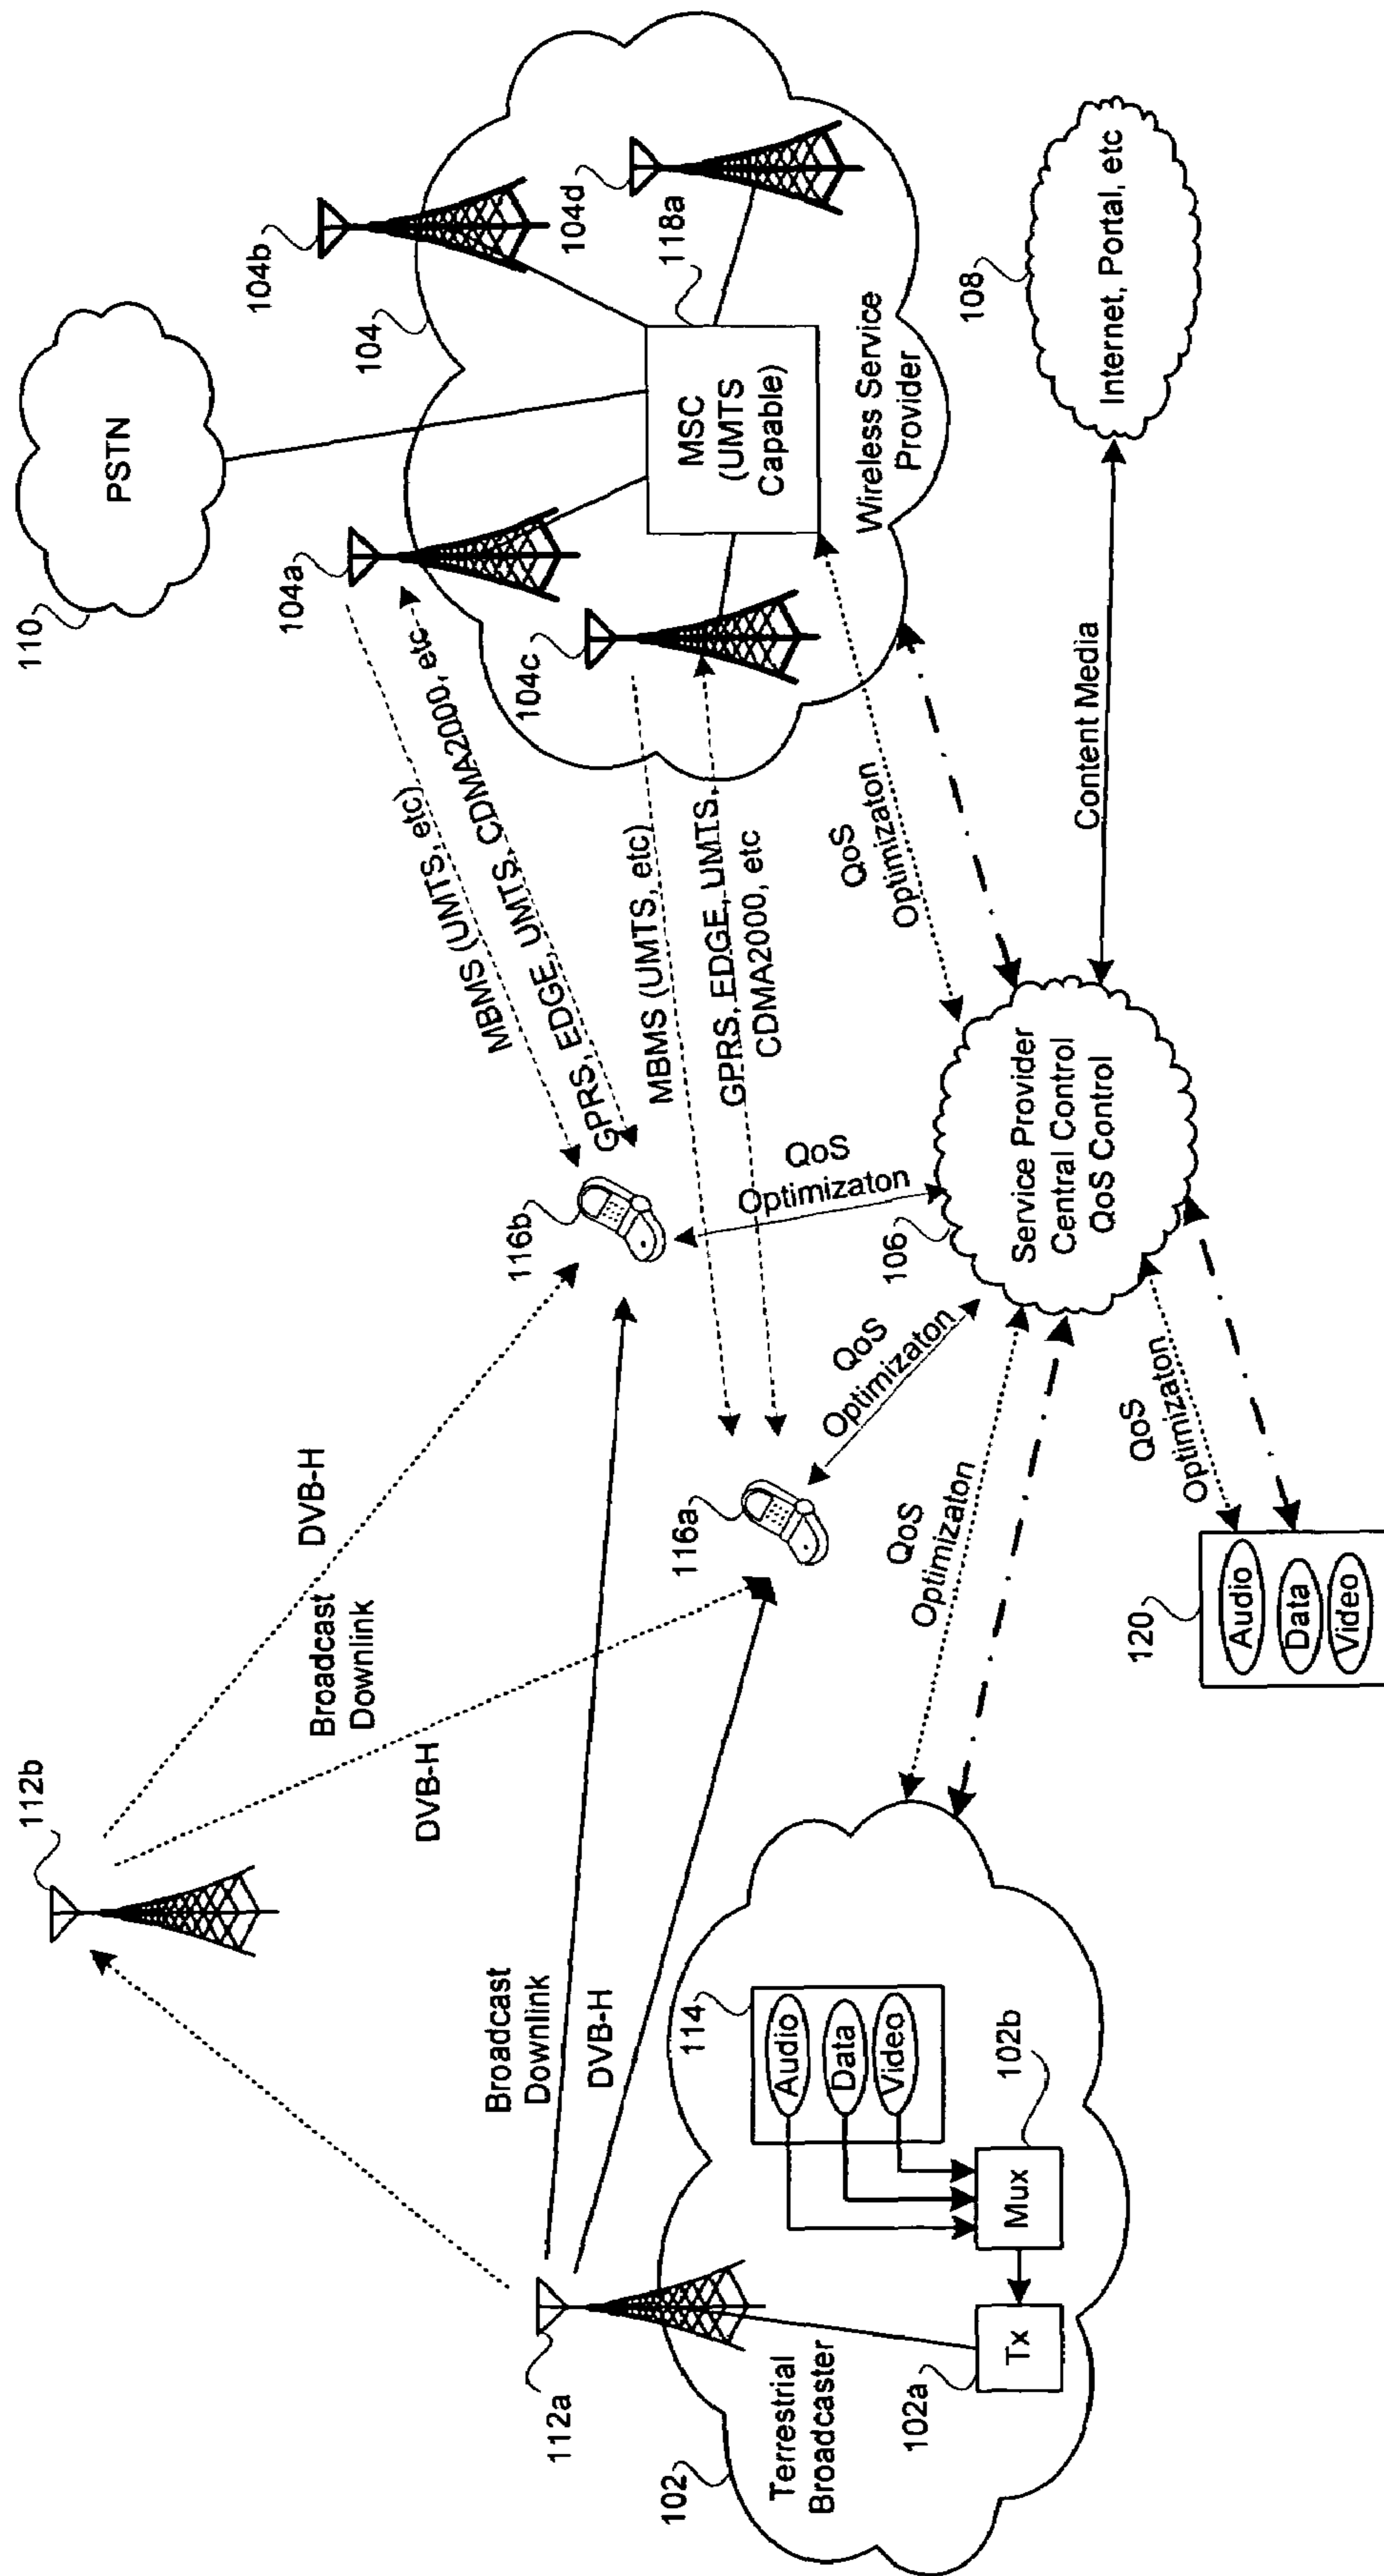 110
PSTN
104b
104
104a
104d
118a
104c
MSC
(UMTS
Capable)
Wireless Service
Provider
108
Internet, Portal, etc
MBMS (UMTS, etc)
GPRS, EDGE, UMTS, CDMA2000, etc
MBMS (UMTS, etc)
GPRS, EDGE, UMTS,
CDMA2000, etc
QoS
Optimizaton
Content Media
112b
DVB-H
Broadcast
Downlink
DVB-H
116b
116a
QoS
Optimizaton
QoS
Optimizaton
106
Service Provider
Central Control
QoS Control
QoS
Optimizaton
QoS
Optimizaton
120
Audio
Data
Video
Broadcast
Downlink
DVB-H
112a
114
Audio
Data
Video
102b
Mux
Tx
102a
Terrestrial
Broadcaster
102